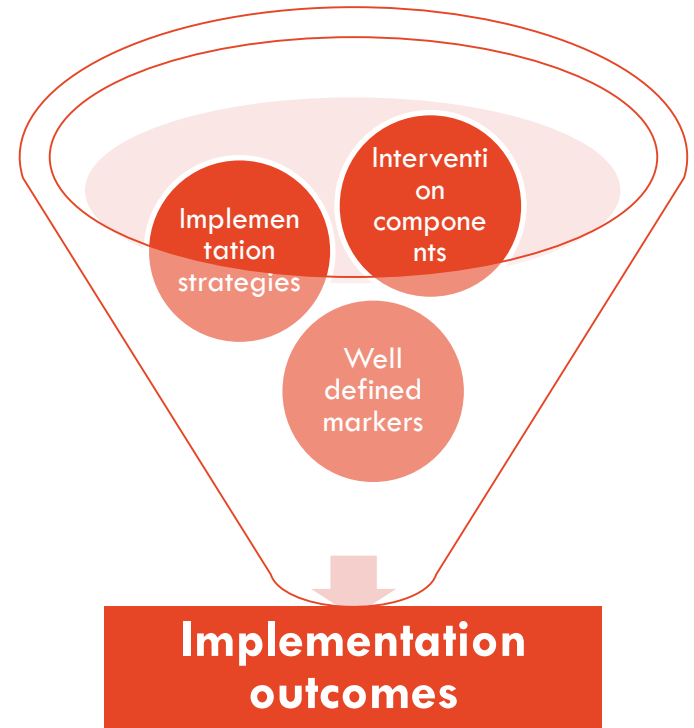 Interventi
on
compone
nts
Implemen
tation
strategies
Well
defined
markers
Implementation
outcomes